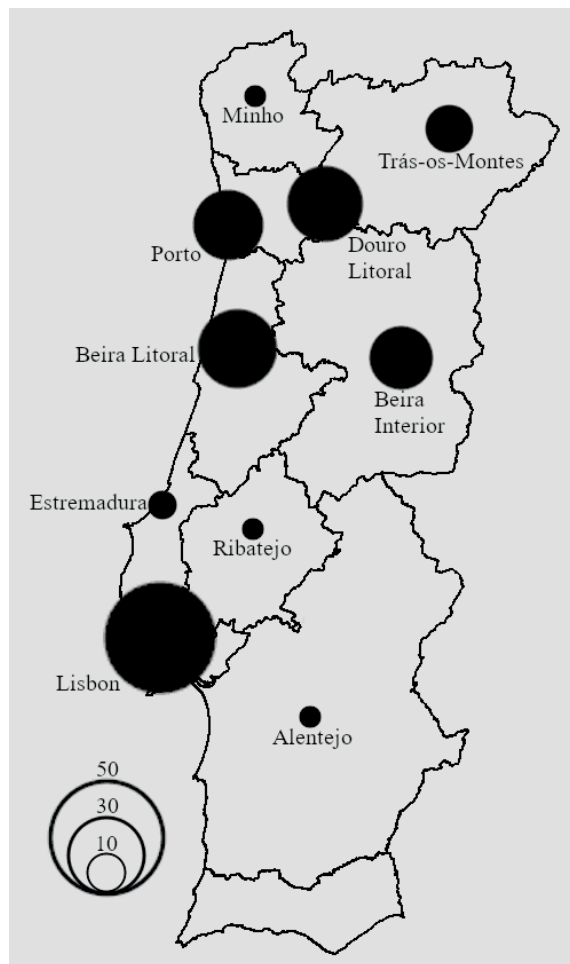 Minho
Trás-os-Montes
Porto
Douro
Litoral
Beira Litoral
Beira
Interior
Estremadura
Ribatejo
Lisbon
Alentejo
50
30
10